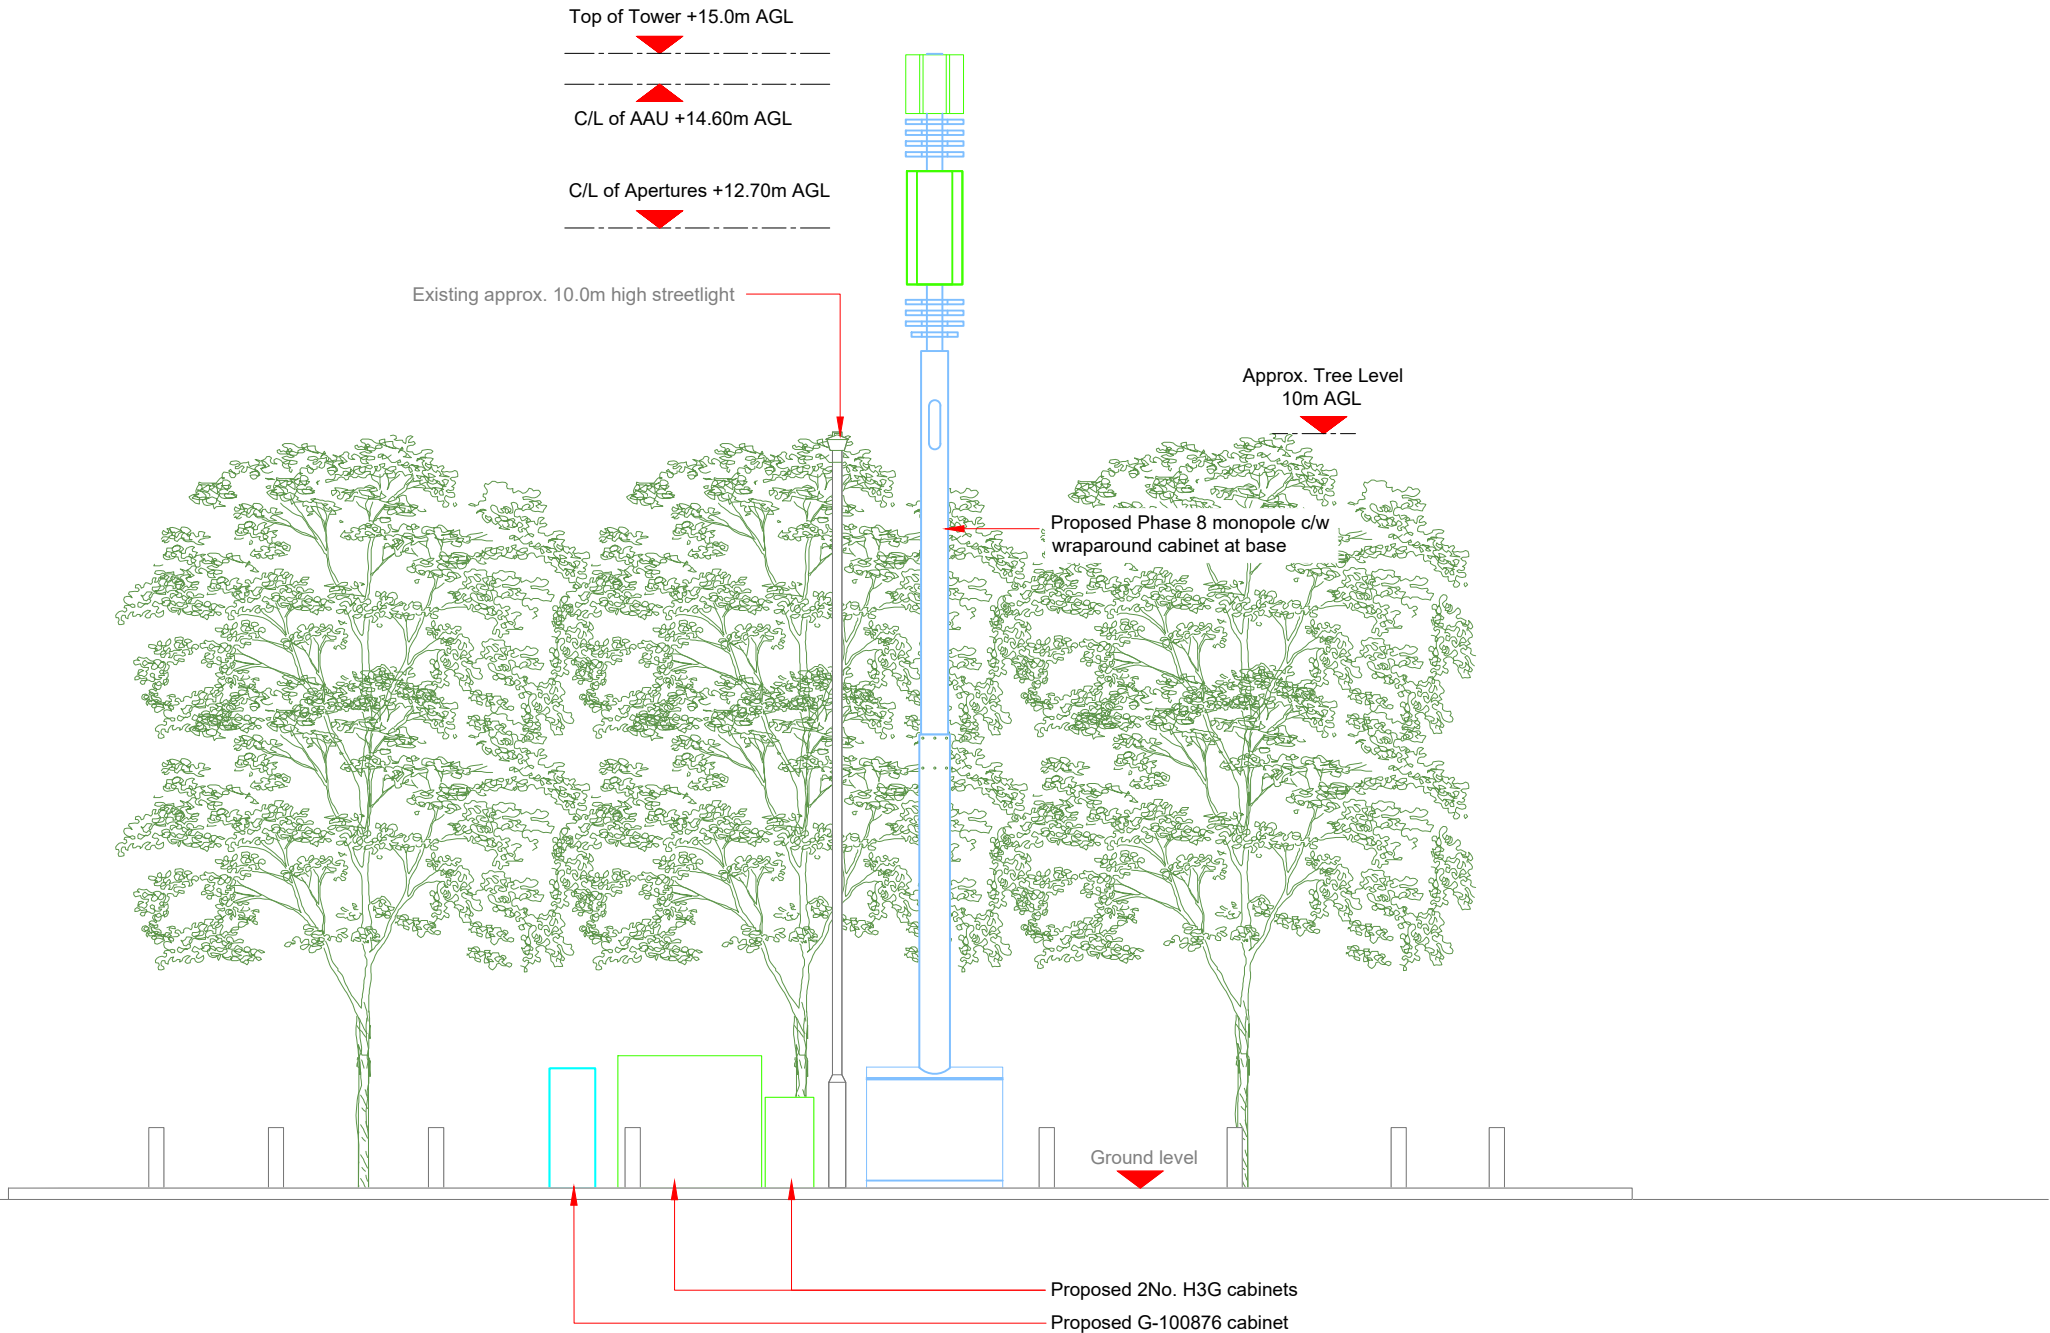 Top of Tower +15.0m AGL
C/L of AAU +14.60m AGL
C/L of Apertures +12.70m AGL
Existing approx. 10.0m high streetlight
Approx. Tree Level
10m AGL
Proposed Phase 8 monopole c/w
wraparound cabinet at base
Ground level
Proposed 2No. H3G cabinets
Proposed G-100876 cabinet